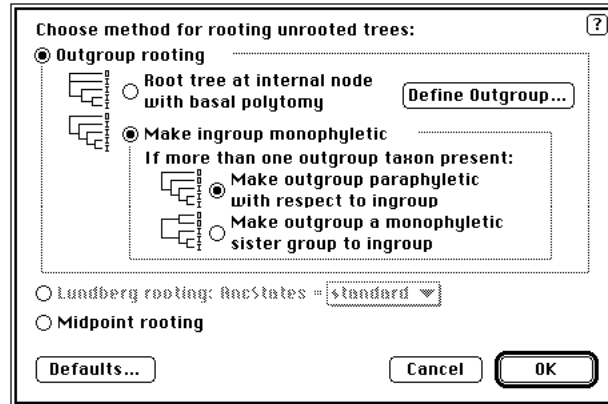 Choose method for rooting unrooted trees:
?
Outgroup rooting
Root tree at internal node
with basal polytomy
Define Outgroup...
Make ingroup monophyletic
If more than one outgroup taxon present:
Make outgroup paraphyletic
with respect to ingroup
Make outgroup a monophyletic
sister group to ingroup
Lundberg rooting: AncStates = standard
Midpoint rooting
Defaults...
Cancel
OK